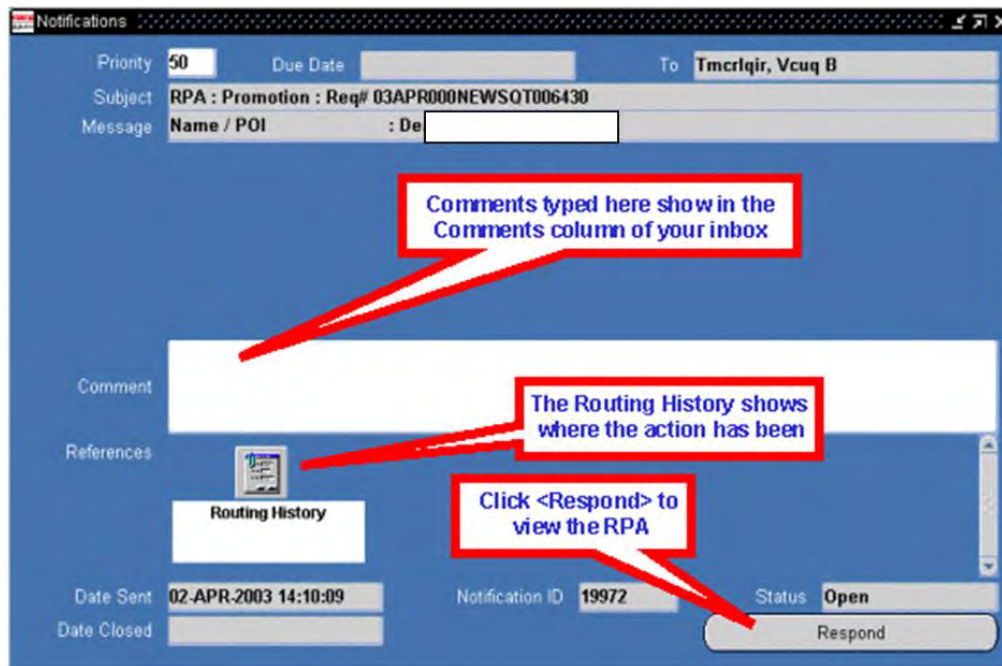 Notifications
Priority 50 Due Date To Tmcrlqir, Vcuq B
Subject RPA : Promotion : Req# 03APR000NEWSQT006430
Message Name / POI : De
Comments typed here show in the
Comments column of your inbox
Comment
The Routing History shows
where the action has been
References
Routing History
Click <Respond> to
view the RPA
Date Sent 02-APR-2003 14:10:09 Notification ID 19972 Status Open
Date Closed
Respond